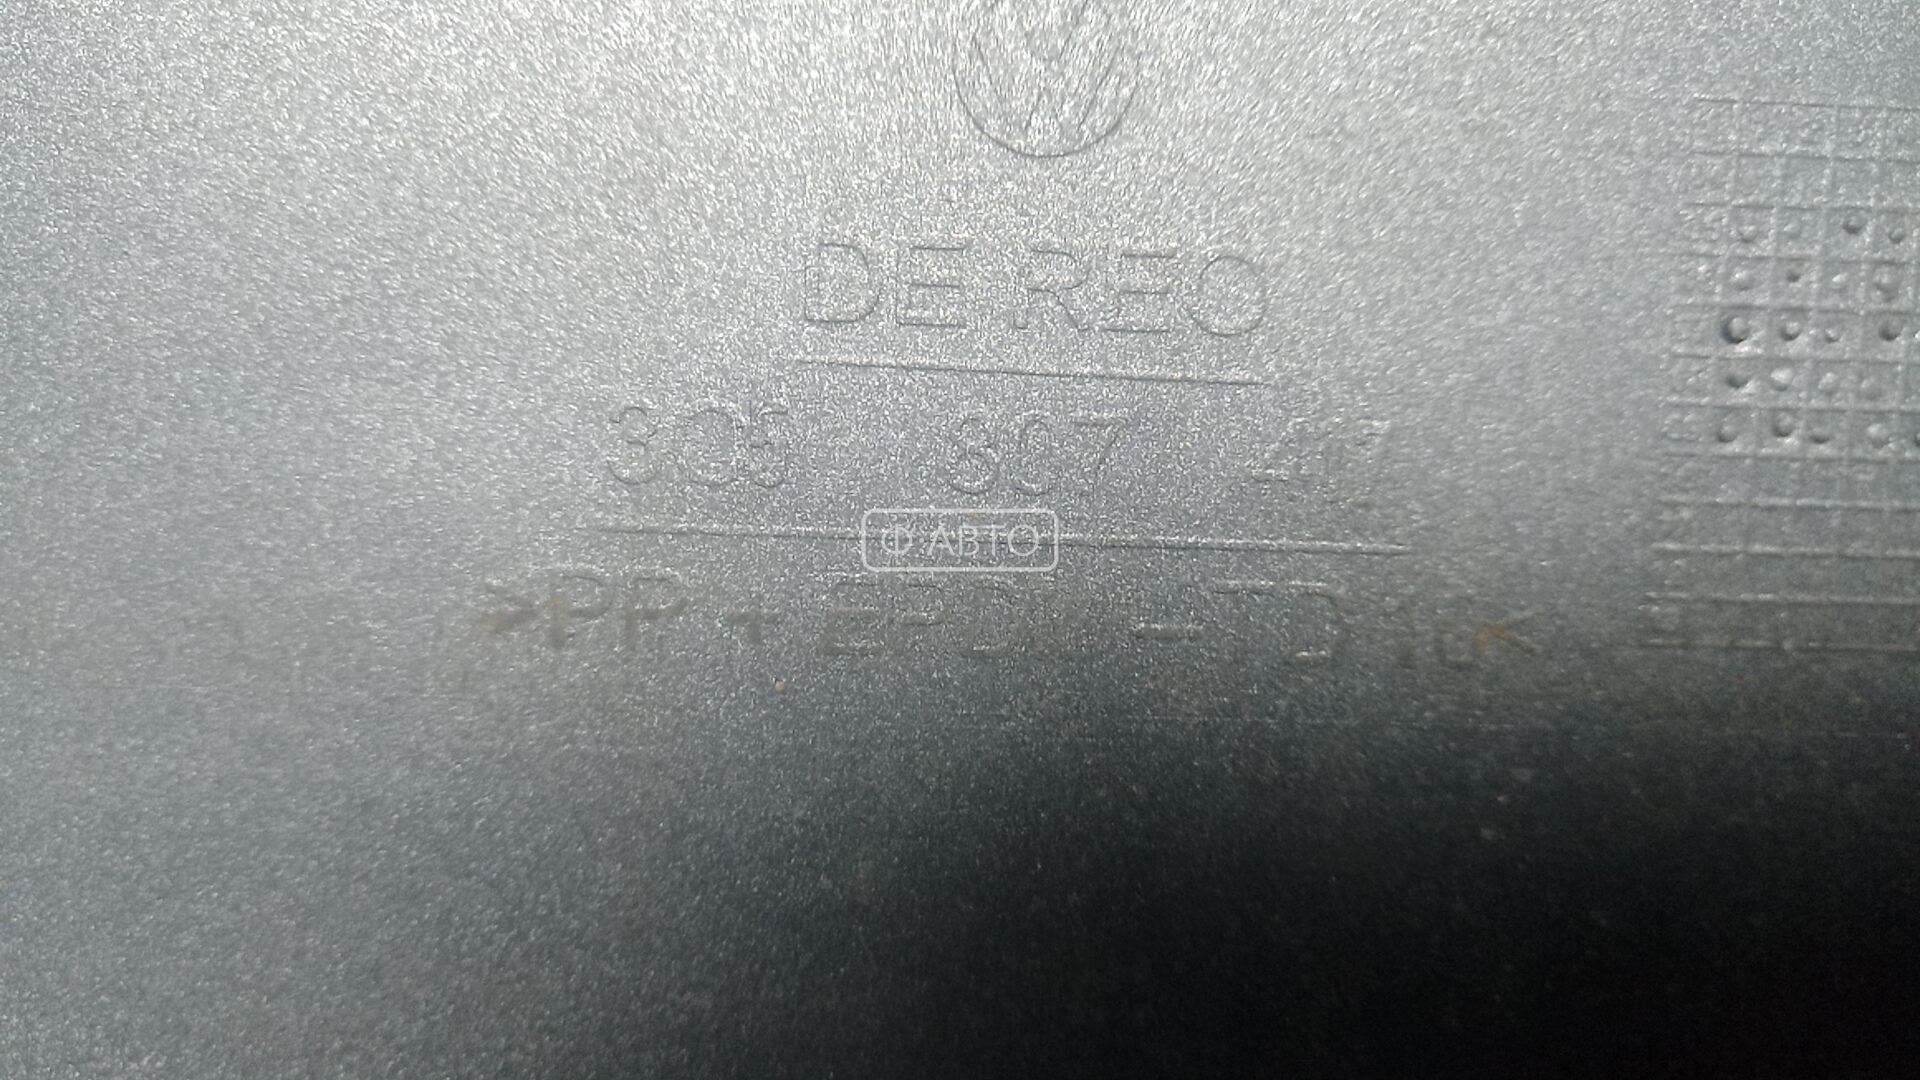 DE REO
3C5 807 417
Ф АВТО
>PP + EPDM - TD10<